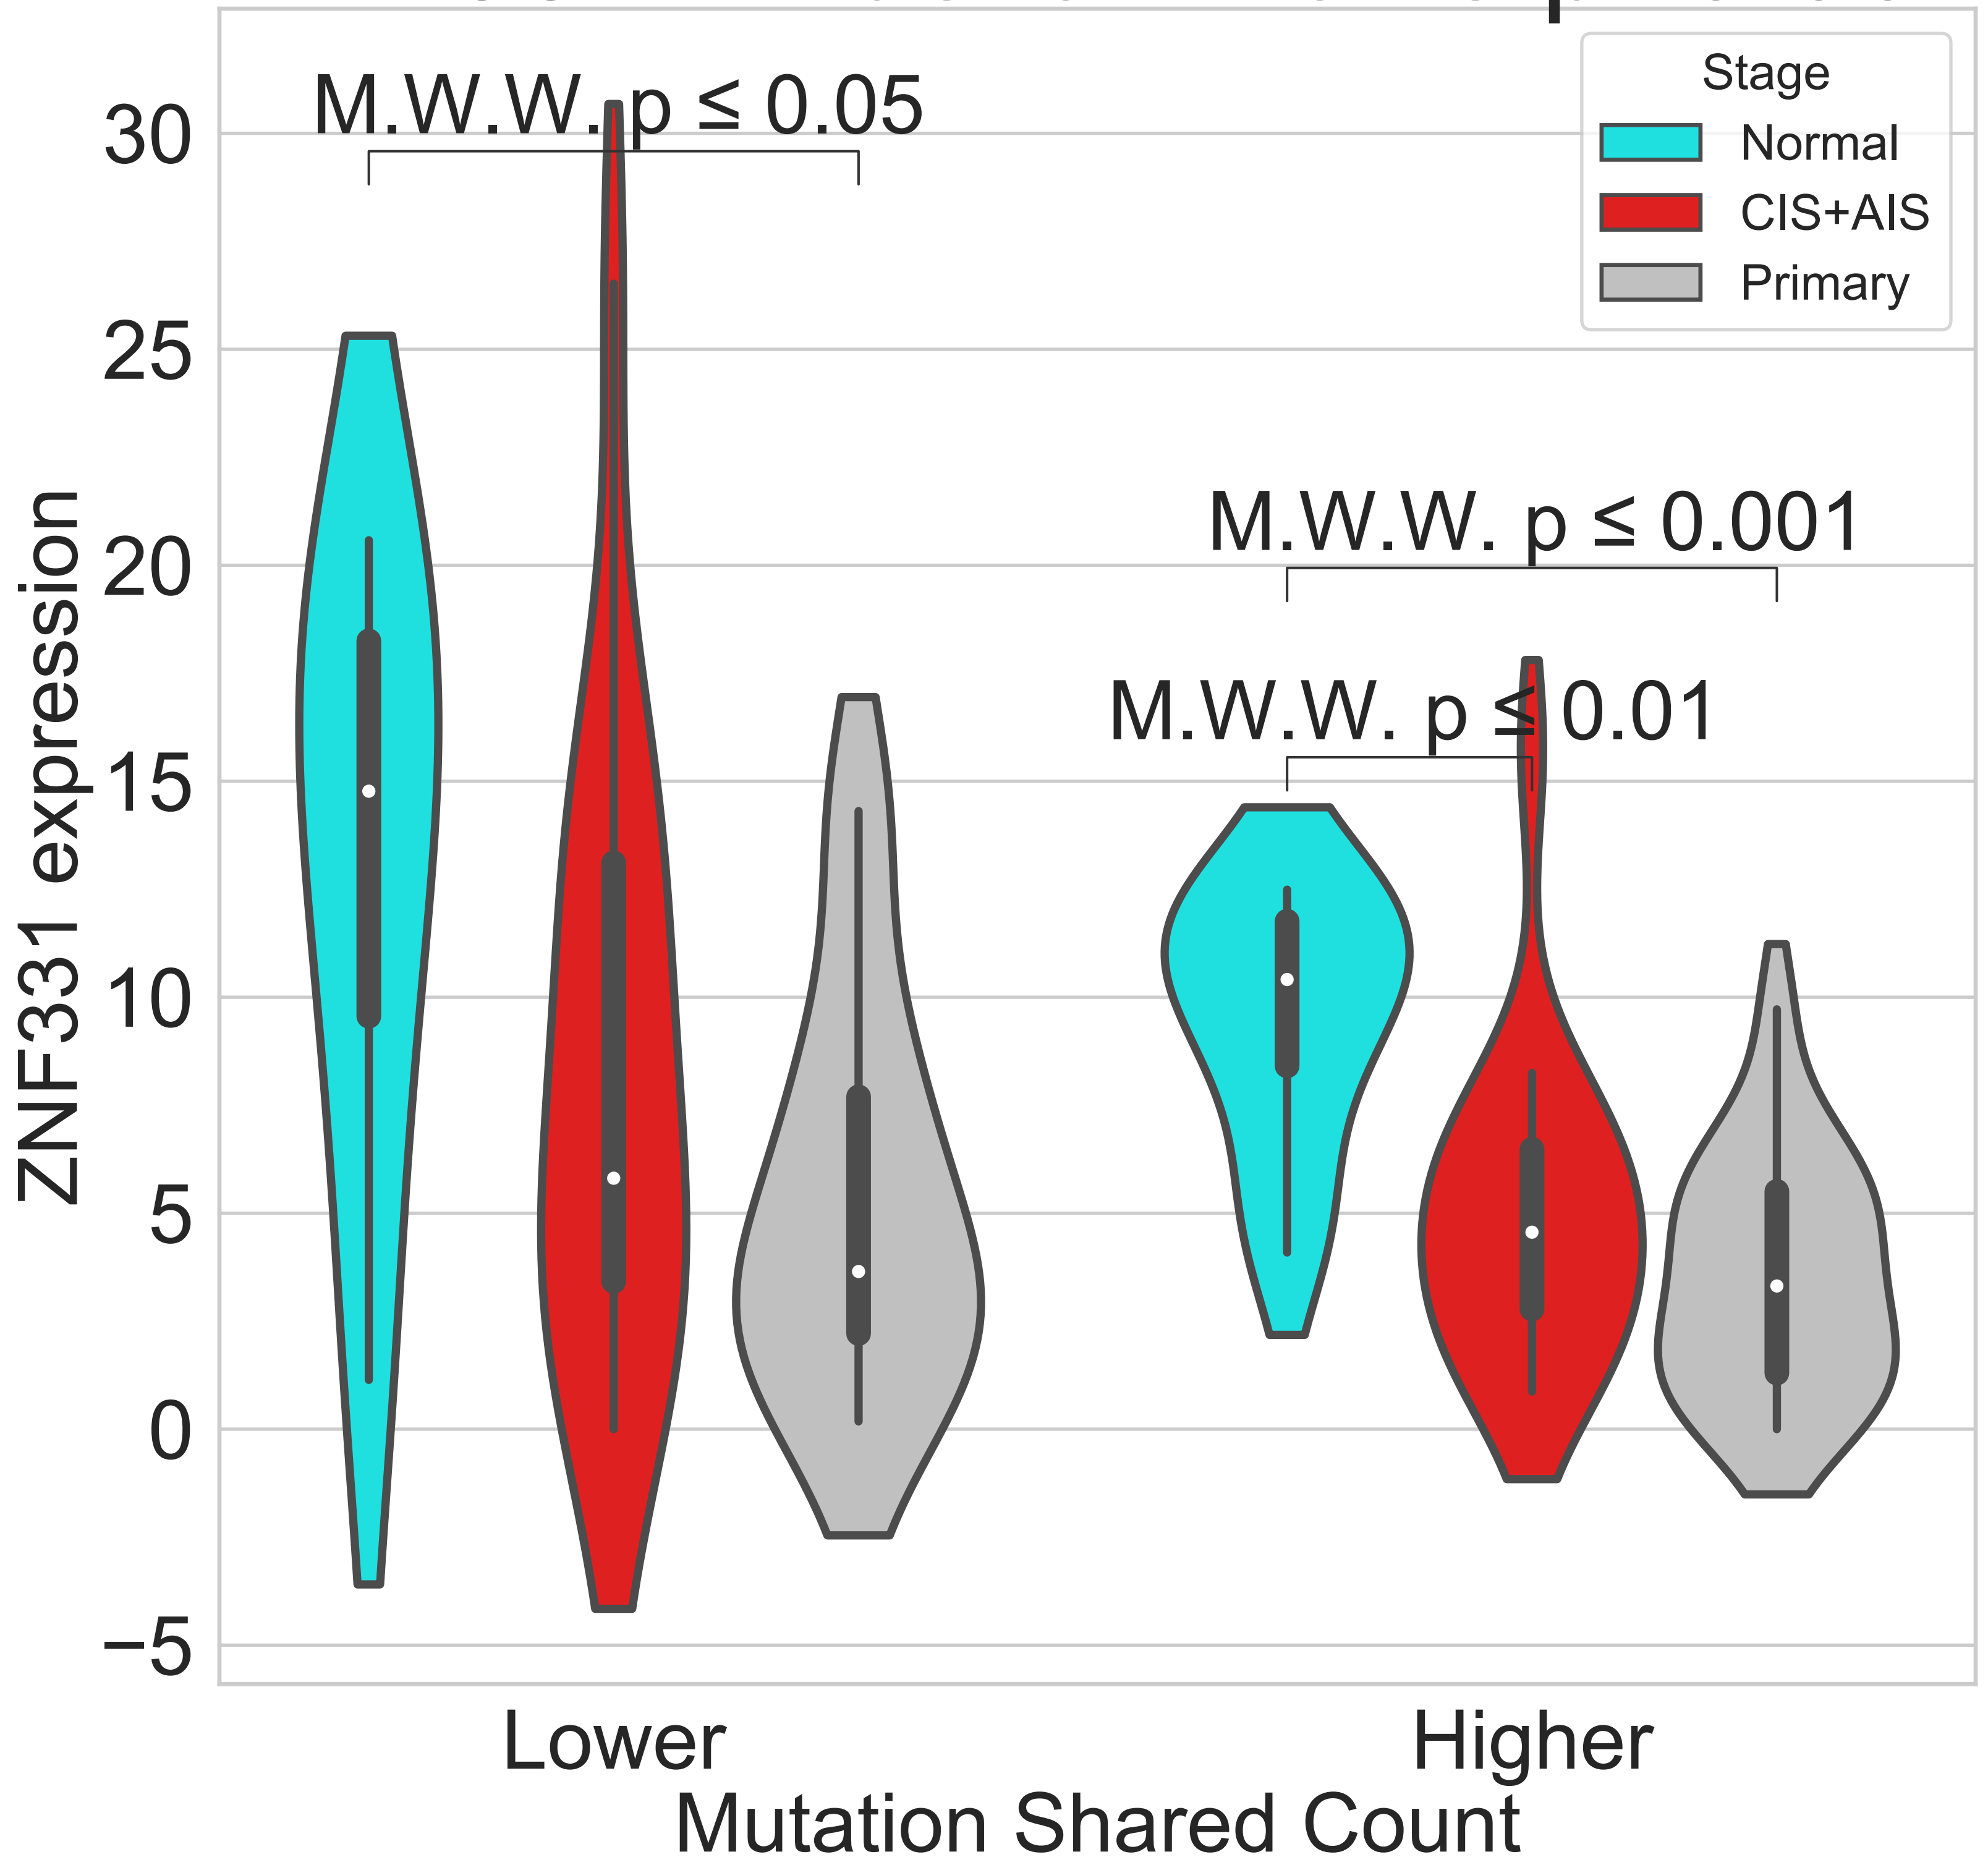 Stage
Normal
CIS+AIS
Primary
M.W.W. p ≤ 0.05
M.W.W. p ≤ 0.001
M.W.W. p ≤ 0.01
30
25
20
15
10
5
0
−5
ZNF331 expression
Lower
Higher
Mutation Shared Count